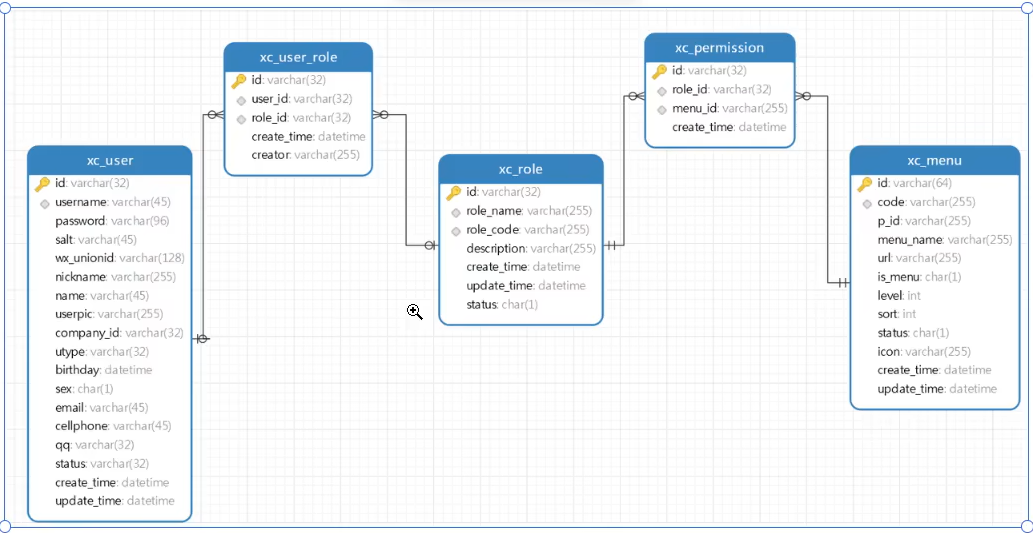 xc_user_role
id: varchar(32)
user_id: varchar(32)
role_id: varchar(32)
create_time: datetime
creator: varchar(255)
xc_permission
id: varchar(32)
role_id: varchar(32)
menu_id: varchar(255)
create_time: datetime
xc_user
id: varchar(32)
username: varchar(45)
password: varchar(96)
salt: varchar(45)
wx_unionid: varchar(128)
nickname: varchar(255)
name: varchar(45)
userpic: varchar(255)
company_id: varchar(32)
utype: varchar(32)
birthday: datetime
sex: char(1)
email: varchar(45)
cellphone: varchar(45)
qq: varchar(32)
status: varchar(32)
create_time: datetime
update_time: datetime
xc_role
id: varchar(32)
role_name: varchar(255)
role_code: varchar(255)
description: varchar(255)
create_time: datetime
update_time: datetime
status: char(1)
xc_menu
id: varchar(64)
code: varchar(255)
p_id: varchar(255)
menu_name: varchar(255)
url: varchar(255)
is_menu: char(1)
level: int
sort: int
status: char(1)
icon: varchar(255)
create_time: datetime
update_time: datetime